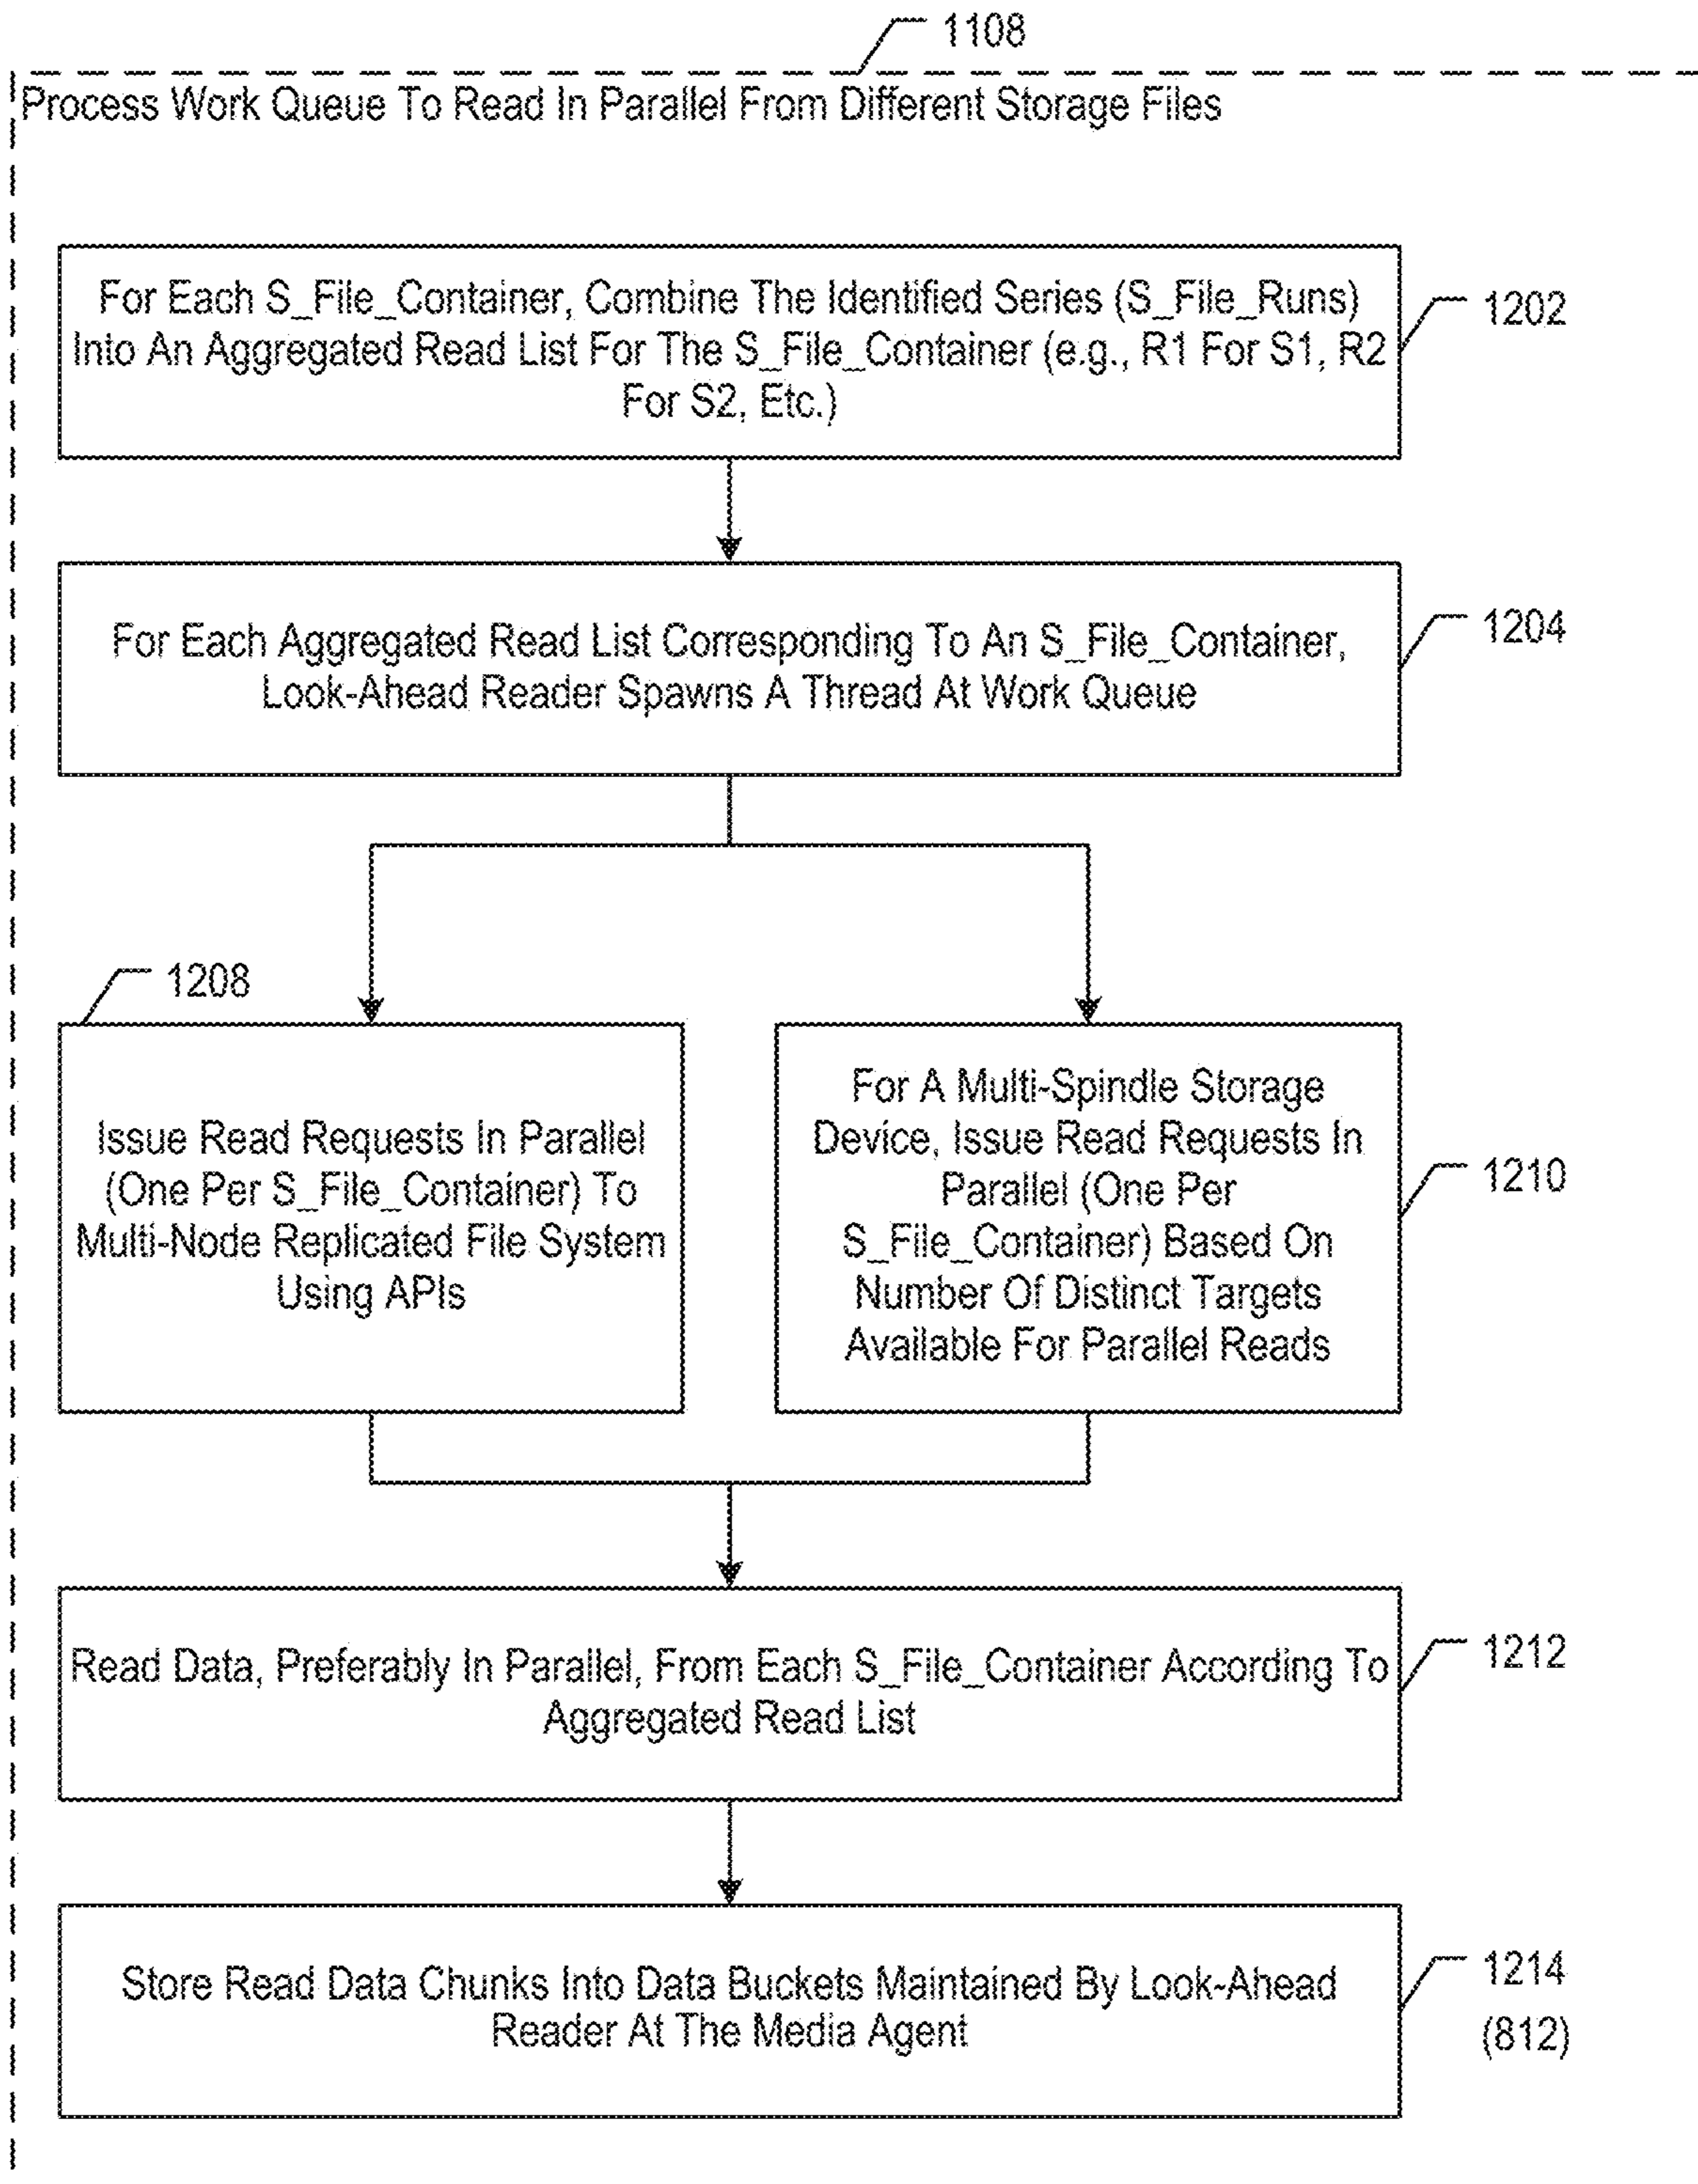 1108
Process Work Queue To Read In Parallel From Different Storage Files
For Each S_File_Container, Combine The Identified Series (S_File_Runs)
Into An Aggregated Read List For The S_File_Container (e.g., R1 For S1, R2
For S2, Etc.)
1202
For Each Aggregated Read List Corresponding To An S_File_Container,
Look-Ahead Reader Spawns A Thread At Work Queue
1204
1208
Issue Read Requests In Parallel
(One Per S_File_Container) To
Multi-Node Replicated File System
Using APIs
For A Multi-Spindle Storage
Device, Issue Read Requests In
Parallel (One Per
S_File_Container) Based On
Number Of Distinct Targets
Available For Parallel Reads
1210
Read Data, Preferably In Parallel, From Each S_File_Container According To
Aggregated Read List
1212
Store Read Data Chunks Into Data Buckets Maintained By Look-Ahead
Reader At The Media Agent
1214
(812)